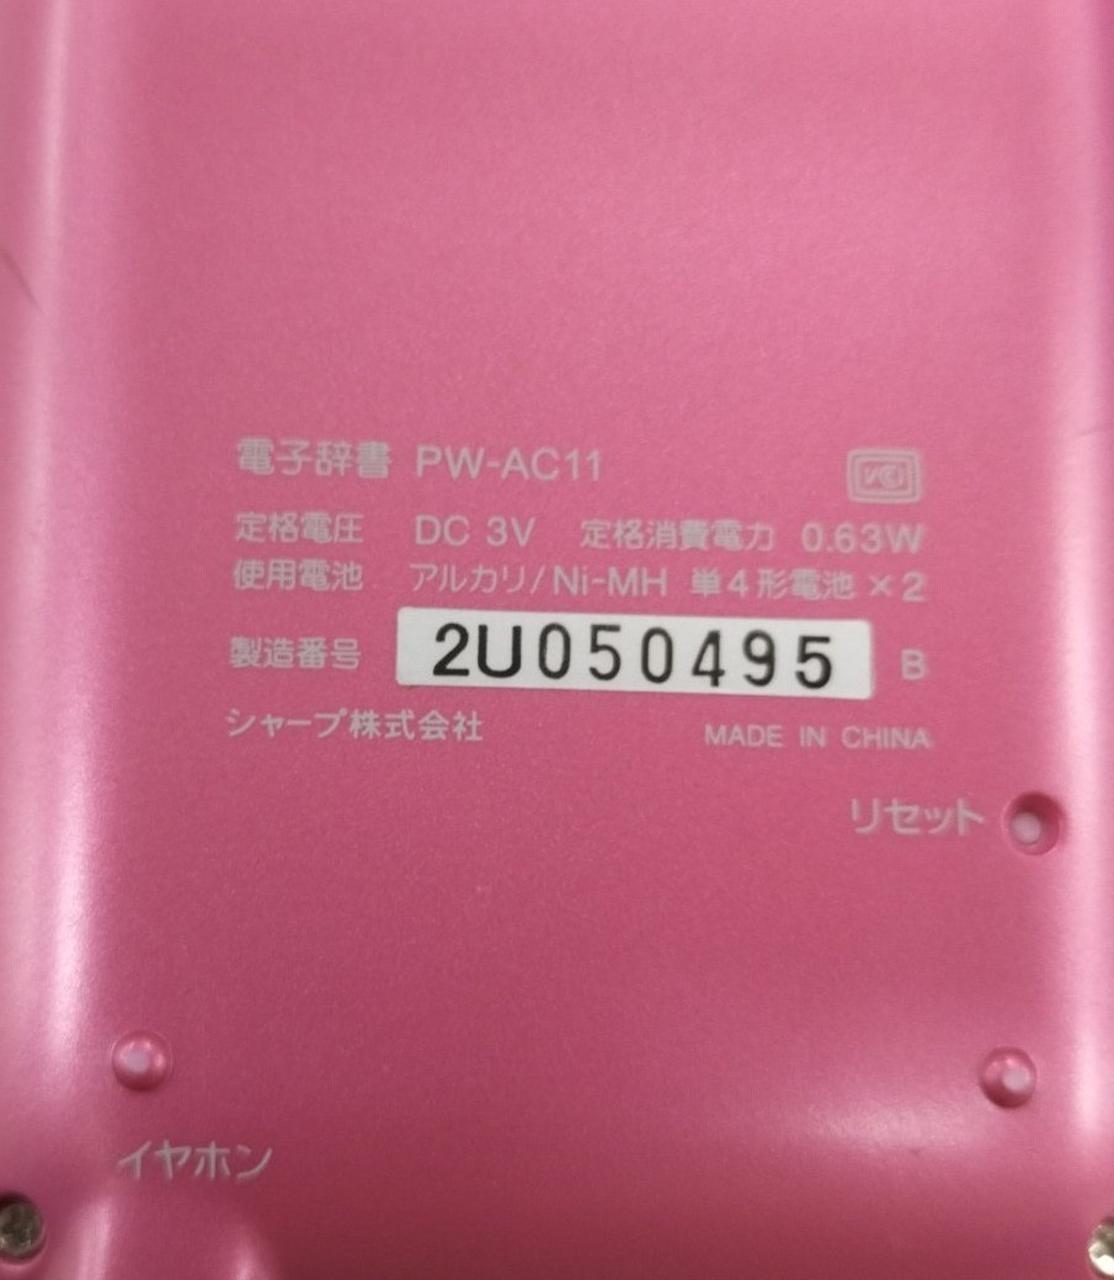 電子辞書 PW-AC11 VCI
定格電圧 DC 3V 定格消費電力 0.63W
使用電池 アルカリ/Ni-MH 単4形電池 ×2
製造番号 2U050495 B
シャープ株式会社 MADE IN CHINA
リセット
イヤホン